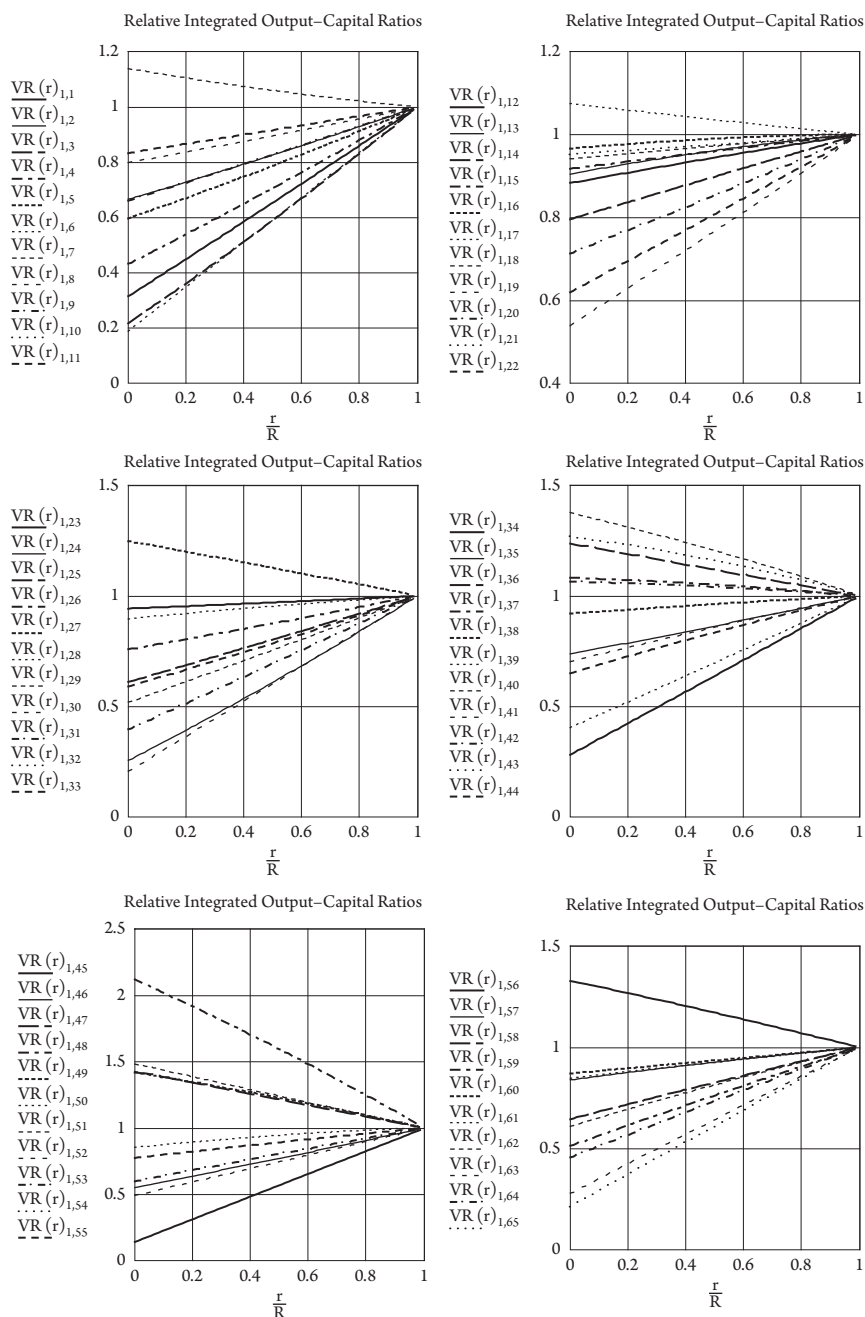 Relative Integrated Output–Capital Ratios
1.2
1
0.8
0.6
0.4
0.2
0
VR(r)1,1
VR(r)1,2
VR(r)1,3
VR(r)1,4
VR(r)1,5
VR(r)1,6
VR(r)1,7
VR(r)1,8
VR(r)1,9
VR(r)1,10
VR(r)1,11
0 0.2 0.4 0.6 0.8 1
r
R
Relative Integrated Output–Capital Ratios
1.2
1
0.8
0.6
0.4
VR(r)1,12
VR(r)1,13
VR(r)1,14
VR(r)1,15
VR(r)1,16
VR(r)1,17
VR(r)1,18
VR(r)1,19
VR(r)1,20
VR(r)1,21
VR(r)1,22
0 0.2 0.4 0.6 0.8 1
r
R
Relative Integrated Output–Capital Ratios
1.5
1
0.5
0
VR(r)1,23
VR(r)1,24
VR(r)1,25
VR(r)1,26
VR(r)1,27
VR(r)1,28
VR(r)1,29
VR(r)1,30
VR(r)1,31
VR(r)1,32
VR(r)1,33
0 0.2 0.4 0.6 0.8 1
r
R
Relative Integrated Output–Capital Ratios
1.5
1
0.5
0
VR(r)1,34
VR(r)1,35
VR(r)1,36
VR(r)1,37
VR(r)1,38
VR(r)1,39
VR(r)1,40
VR(r)1,41
VR(r)1,42
VR(r)1,43
VR(r)1,44
0 0.2 0.4 0.6 0.8 1
r
R
Relative Integrated Output–Capital Ratios
2.5
2
1.5
1
0.5
0
VR(r)1,45
VR(r)1,46
VR(r)1,47
VR(r)1,48
VR(r)1,49
VR(r)1,50
VR(r)1,51
VR(r)1,52
VR(r)1,53
VR(r)1,54
VR(r)1,55
0 0.2 0.4 0.6 0.8 1
r
R
Relative Integrated Output–Capital Ratios
1.5
1
0.5
0
VR(r)1,56
VR(r)1,57
VR(r)1,58
VR(r)1,59
VR(r)1,60
VR(r)1,61
VR(r)1,62
VR(r)1,63
VR(r)1,64
VR(r)1,65
0 0.2 0.4 0.6 0.8 1
r
R